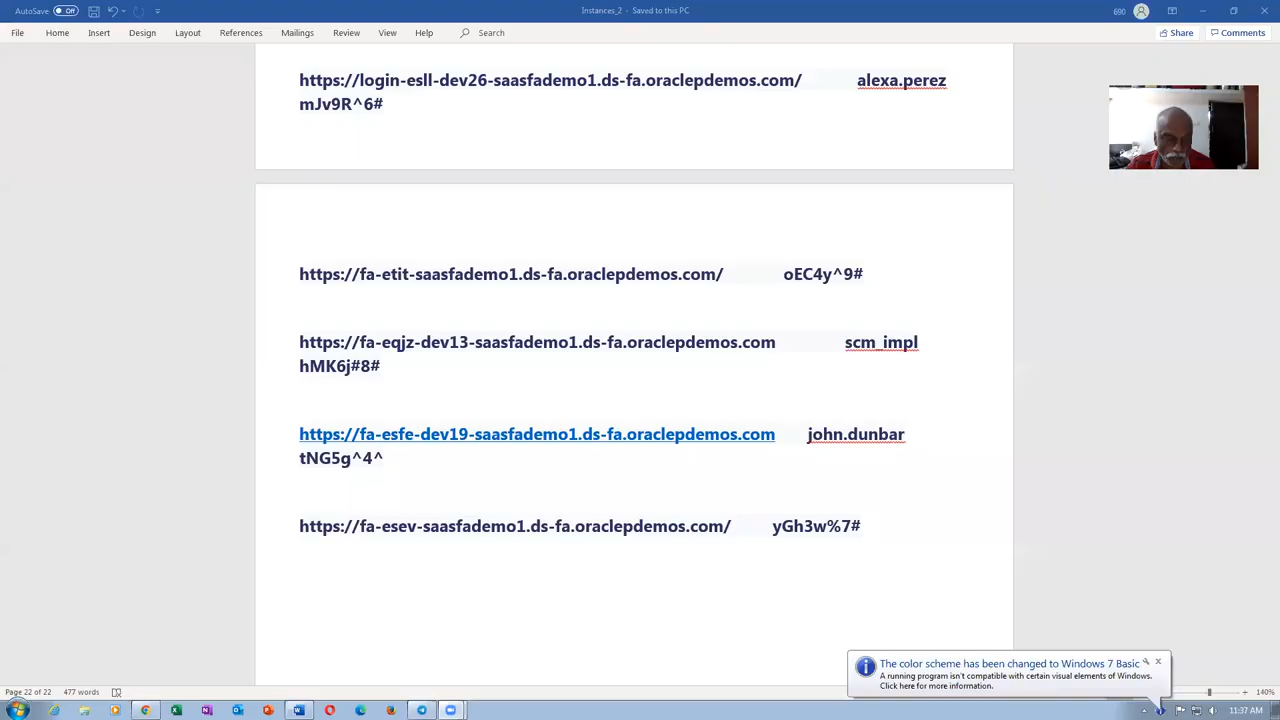 AutoSave Off Instances_2 - Saved to this PC 690
File Home Insert Design Layout References Mailings Review View Help Search Share Comments
https://login-esll-dev26-saasfademo1.ds-fa.oraclepdemos.com/ alexa.perez
mJv9R^6#
https://fa-etit-saasfademo1.ds-fa.oraclepdemos.com/ oEC4y^9#
https://fa-eqjz-dev13-saasfademo1.ds-fa.oraclepdemos.com scm_impl
hMK6j#8#
https://fa-esfe-dev19-saasfademo1.ds-fa.oraclepdemos.com john.dunbar
tNG5g^4^
https://fa-esev-saasfademo1.ds-fa.oraclepdemos.com/ yGh3w%7#
The color scheme has been changed to Windows 7 Basic
A running program isn't compatible with certain visual elements of Windows.
Click here for more information.
Page 22 of 22 477 words 140%
11:37 AM